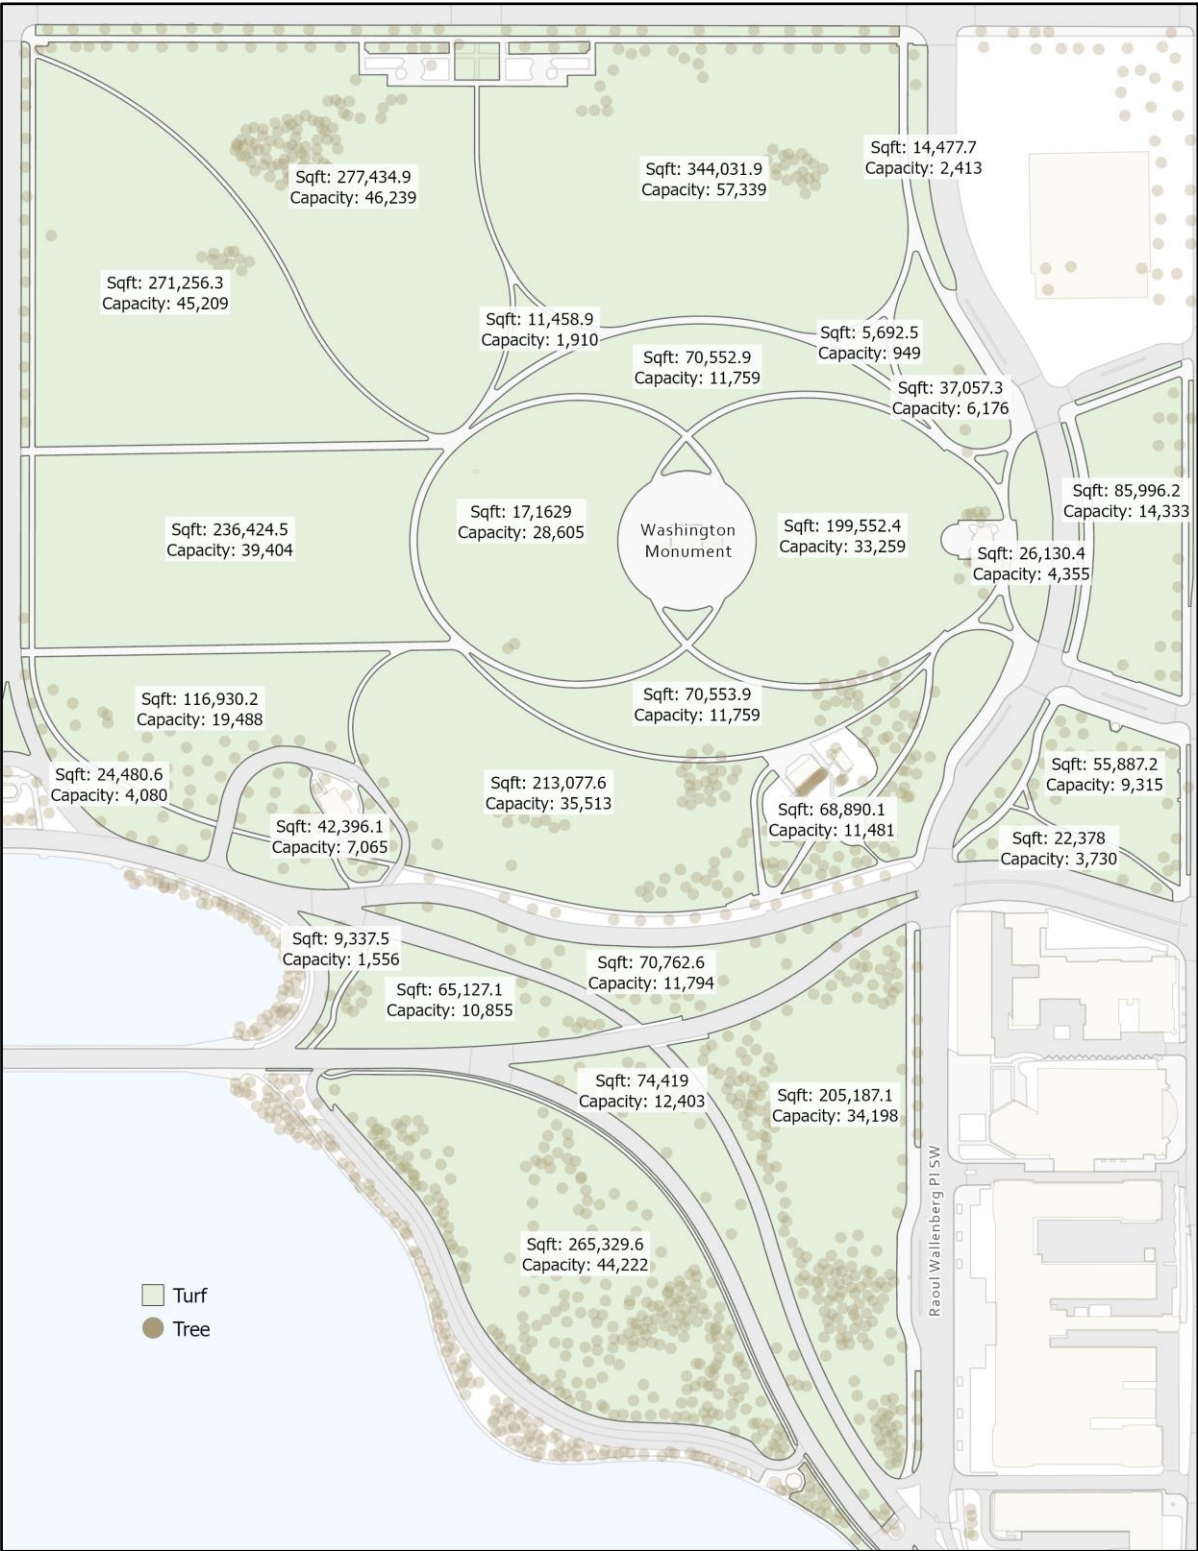 Sqft: 14,477.7
Capacity: 2,413
Sqft: 277,434.9
Capacity: 46,239
Sqft: 344,031.9
Capacity: 57,339
Sqft: 271,256.3
Capacity: 45,209
Sqft: 11,458.9
Capacity: 1,910
Sqft: 5,692.5
Capacity: 949
Sqft: 70,552.9
Capacity: 11,759
Sqft: 37,057.3
Capacity: 6,176
Sqft: 85,996.2
Capacity: 14,333
Sqft: 236,424.5
Capacity: 39,404
Sqft: 17,1629
Capacity: 28,605
Washington
Monument
Sqft: 199,552.4
Capacity: 33,259
Sqft: 26,130.4
Capacity: 4,355
Sqft: 116,930.2
Capacity: 19,488
Sqft: 70,553.9
Capacity: 11,759
Sqft: 24,480.6
Capacity: 4,080
Sqft: 213,077.6
Capacity: 35,513
Sqft: 55,887.2
Capacity: 9,315
Sqft: 42,396.1
Capacity: 7,065
Sqft: 68,890.1
Capacity: 11,481
Sqft: 22,378
Capacity: 3,730
Sqft: 9,337.5
Capacity: 1,556
Sqft: 70,762.6
Capacity: 11,794
Sqft: 65,127.1
Capacity: 10,855
Sqft: 74,419
Capacity: 12,403
Sqft: 205,187.1
Capacity: 34,198
Raoul Wallenberg Pl SW
Sqft: 265,329.6
Capacity: 44,222
Turf
Tree